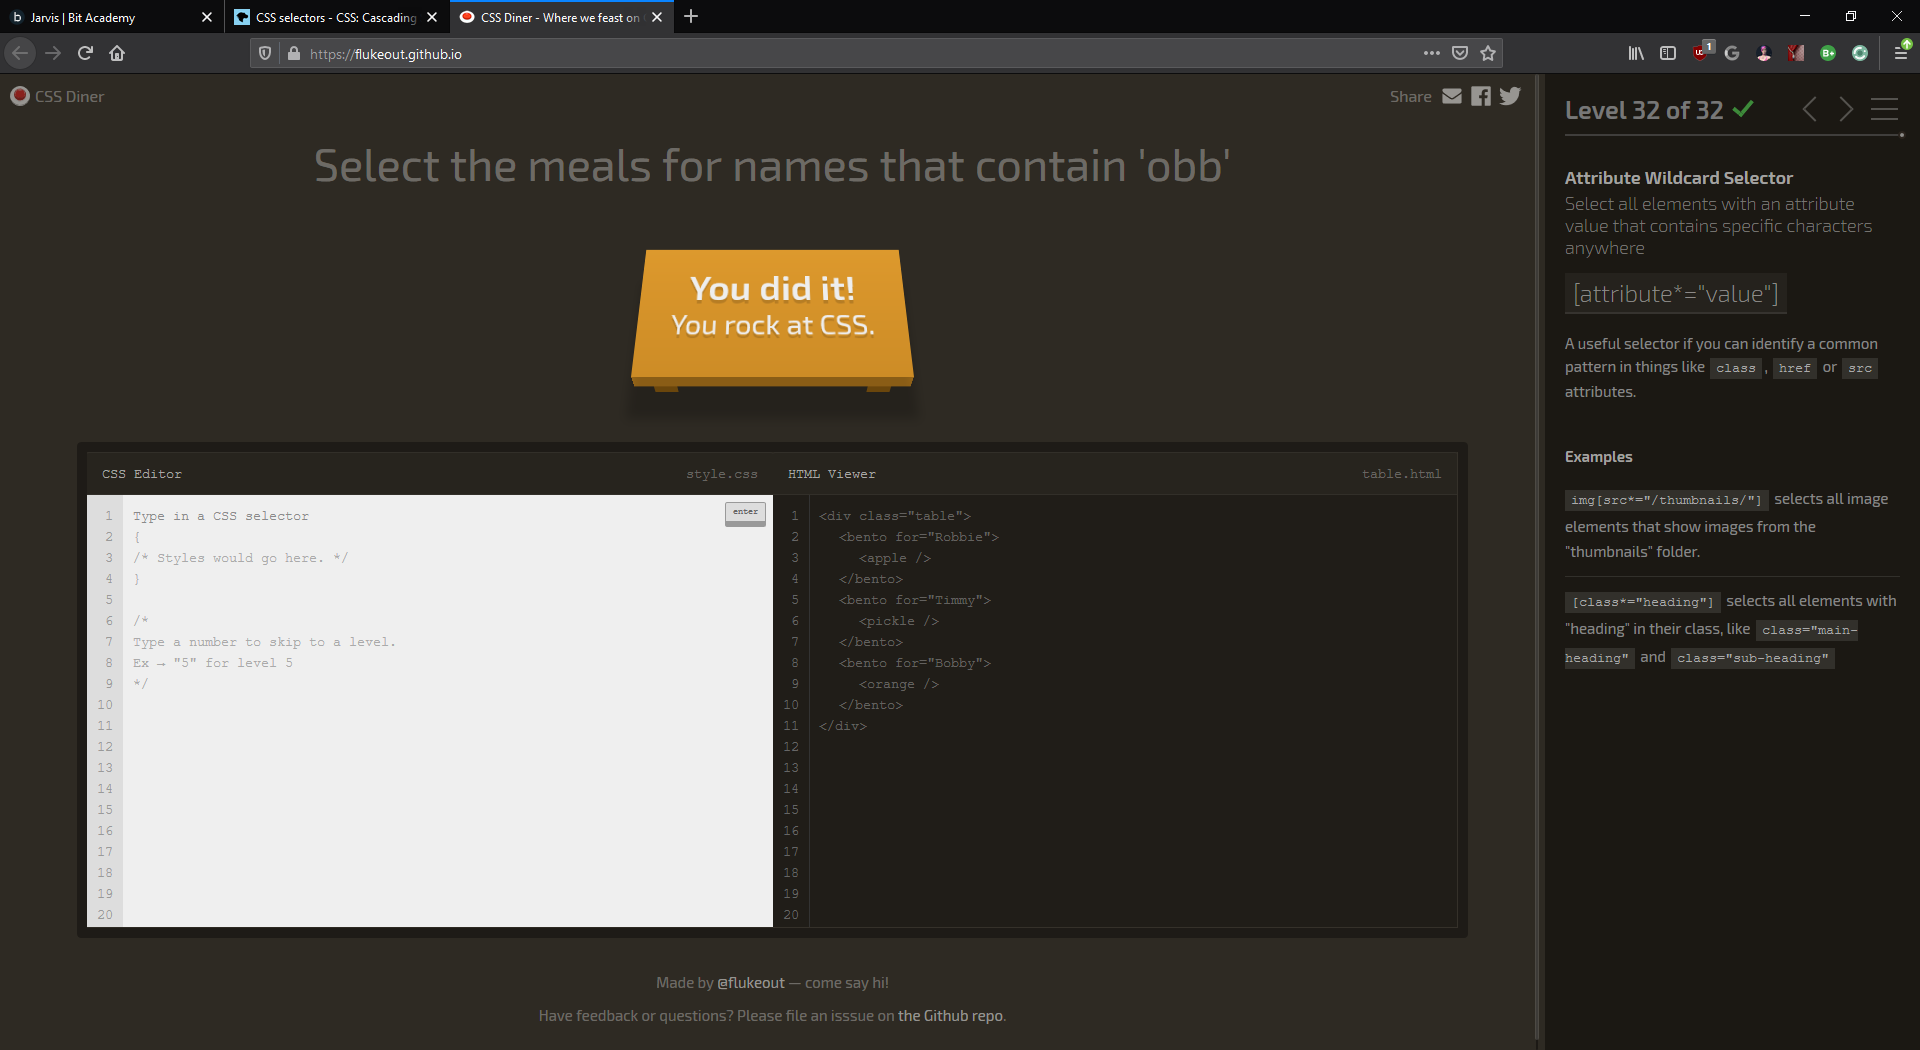 Jarvis | Bit Academy
CSS selectors - CSS: Cascading
CSS Diner - Where we feast on
https://flukeout.github.io
1
CSS Diner
Share
Select the meals for names that contain 'obb'
You did it!
You rock at CSS.
CSS Editor
style.css
enter
1 Type in a CSS selector
2 {
3 /* Styles would go here. */
4 }
5
6 /*
7 Type a number to skip to a level.
8 Ex → "5" for level 5
9 */
10
11
12
13
14
15
16
17
18
19
20
HTML Viewer
table.html
1 <div class="table">
2 <bento for="Robbie">
3 <apple />
4 </bento>
5 <bento for="Timmy">
6 <pickle />
7 </bento>
8 <bento for="Bobby">
9 <orange />
10 </bento>
11 </div>
12
13
14
15
16
17
18
19
20
Made by @flukeout — come say hi!
Have feedback or questions? Please file an isssue on the Github repo.
Level 32 of 32
Attribute Wildcard Selector
Select all elements with an attribute
value that contains specific characters
anywhere
[attribute*="value"]
A useful selector if you can identify a common
pattern in things like class , href or src
attributes.
Examples
img[src*="/thumbnails/"] selects all image
elements that show images from the
"thumbnails" folder.
[class*="heading"] selects all elements with
"heading" in their class, like class="main-
heading" and class="sub-heading"